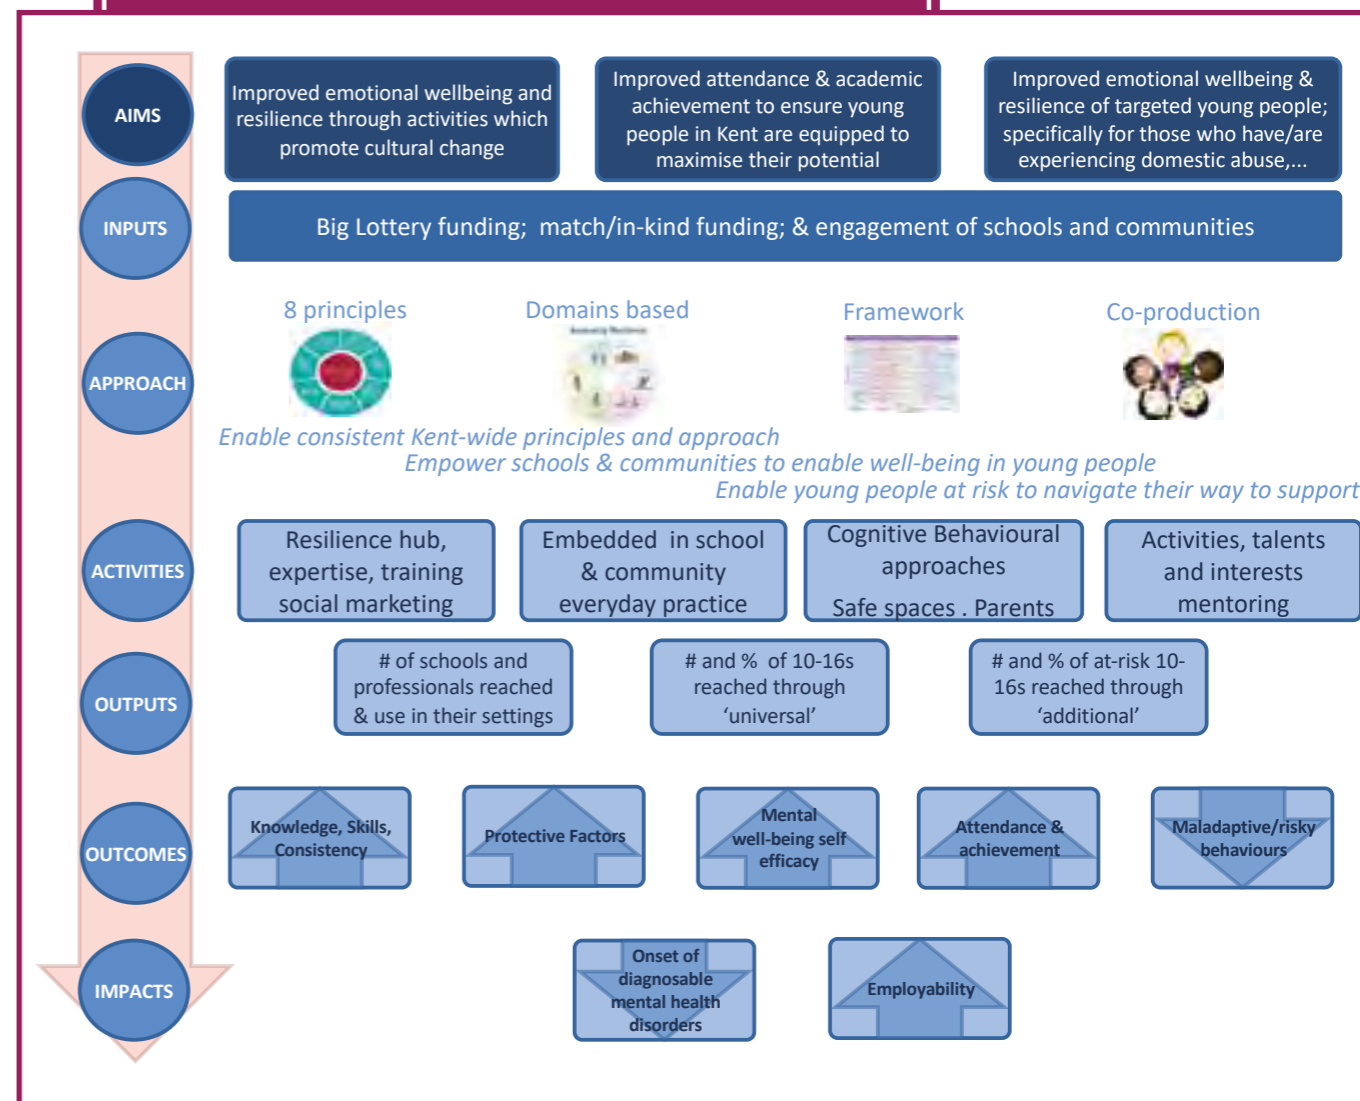 AIMS
Improved emotional wellbeing and
resilience through activities which
promote cultural change
Improved attendance & academic
achievement to ensure young
people in Kent are equipped to
maximise their potential
Improved emotional wellbeing &
resilience of targeted young people;
specifically for those who have/are
experiencing domestic abuse,...
INPUTS
Big Lottery funding;  match/in-kind funding; & engagement of schools and communities
APPROACH
8 principles
Domains based
Framework
Co-production
Enable consistent Kent-wide principles and approach
Empower schools & communities to enable well-being in young people
Enable young people at risk to navigate their way to support
ACTIVITIES
Resilience hub,
expertise, training
social marketing
Embedded  in school
& community
everyday practice
Cognitive Behavioural
approaches
Safe spaces . Parents
Activities, talents
and interests
mentoring
OUTPUTS
# of schools and
professionals reached
& use in their settings
# and %  of 10-16s
reached through
‘universal’
# and % of at-risk 10-
16s reached through
‘additional’
OUTCOMES
Knowledge, Skills,
Consistency
Protective Factors
Mental
well-being self
efficacy
Attendance &
achievement
Maladaptive/risky
behaviours
IMPACTS
Onset of
diagnosable
mental health
disorders
Employability